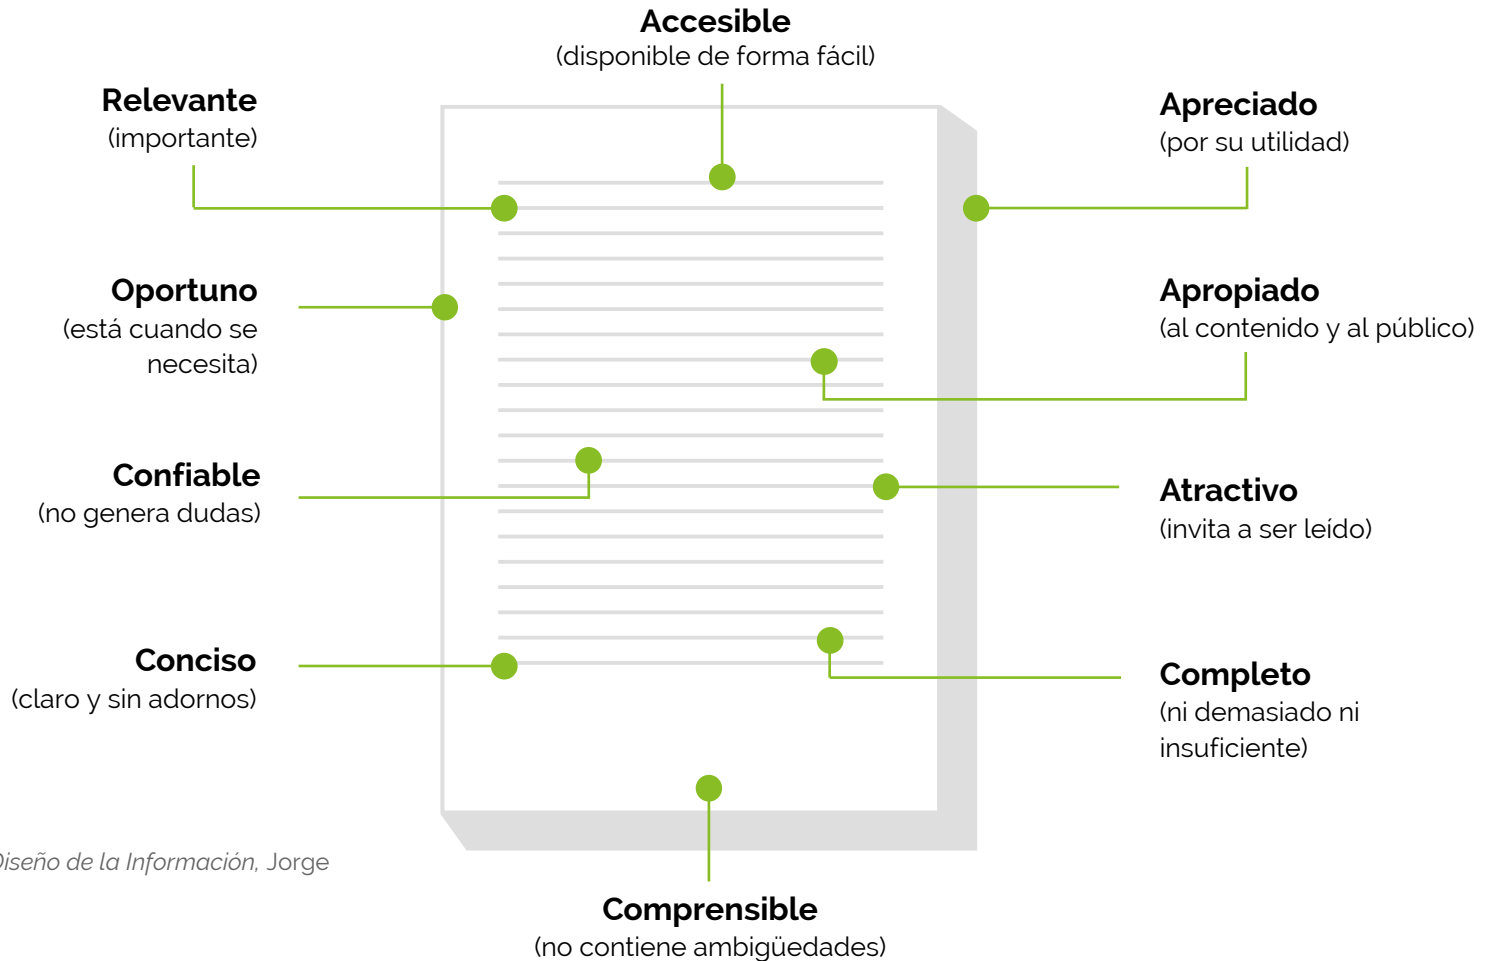 Accesible
(disponible de forma fácil)
Relevante
(importante)
Apreciado
(por su utilidad)
Oportuno
(está cuando se
necesita)
Apropiado
(al contenido y al público)
Confiable
(no genera dudas)
Atractivo
(invita a ser leído)
Conciso
(claro y sin adornos)
Completo
(ni demasiado ni
insuficiente)
Diseño de la Información, Jorge
Comprensible
(no contiene ambigüedades)